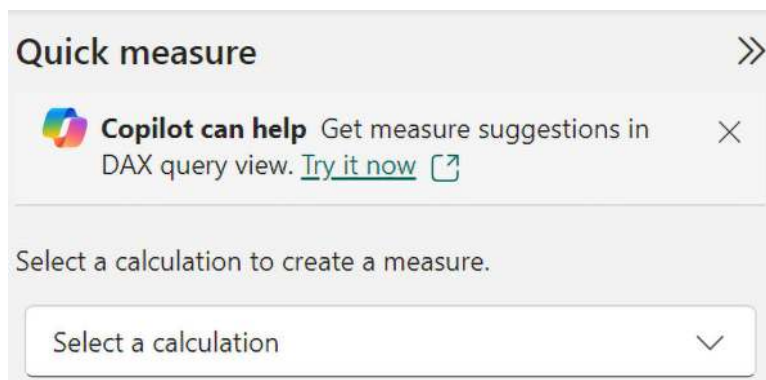 Quick measure
Copilot can help Get measure suggestions in
DAX query view. Try it now
Select a calculation to create a measure.
Select a calculation